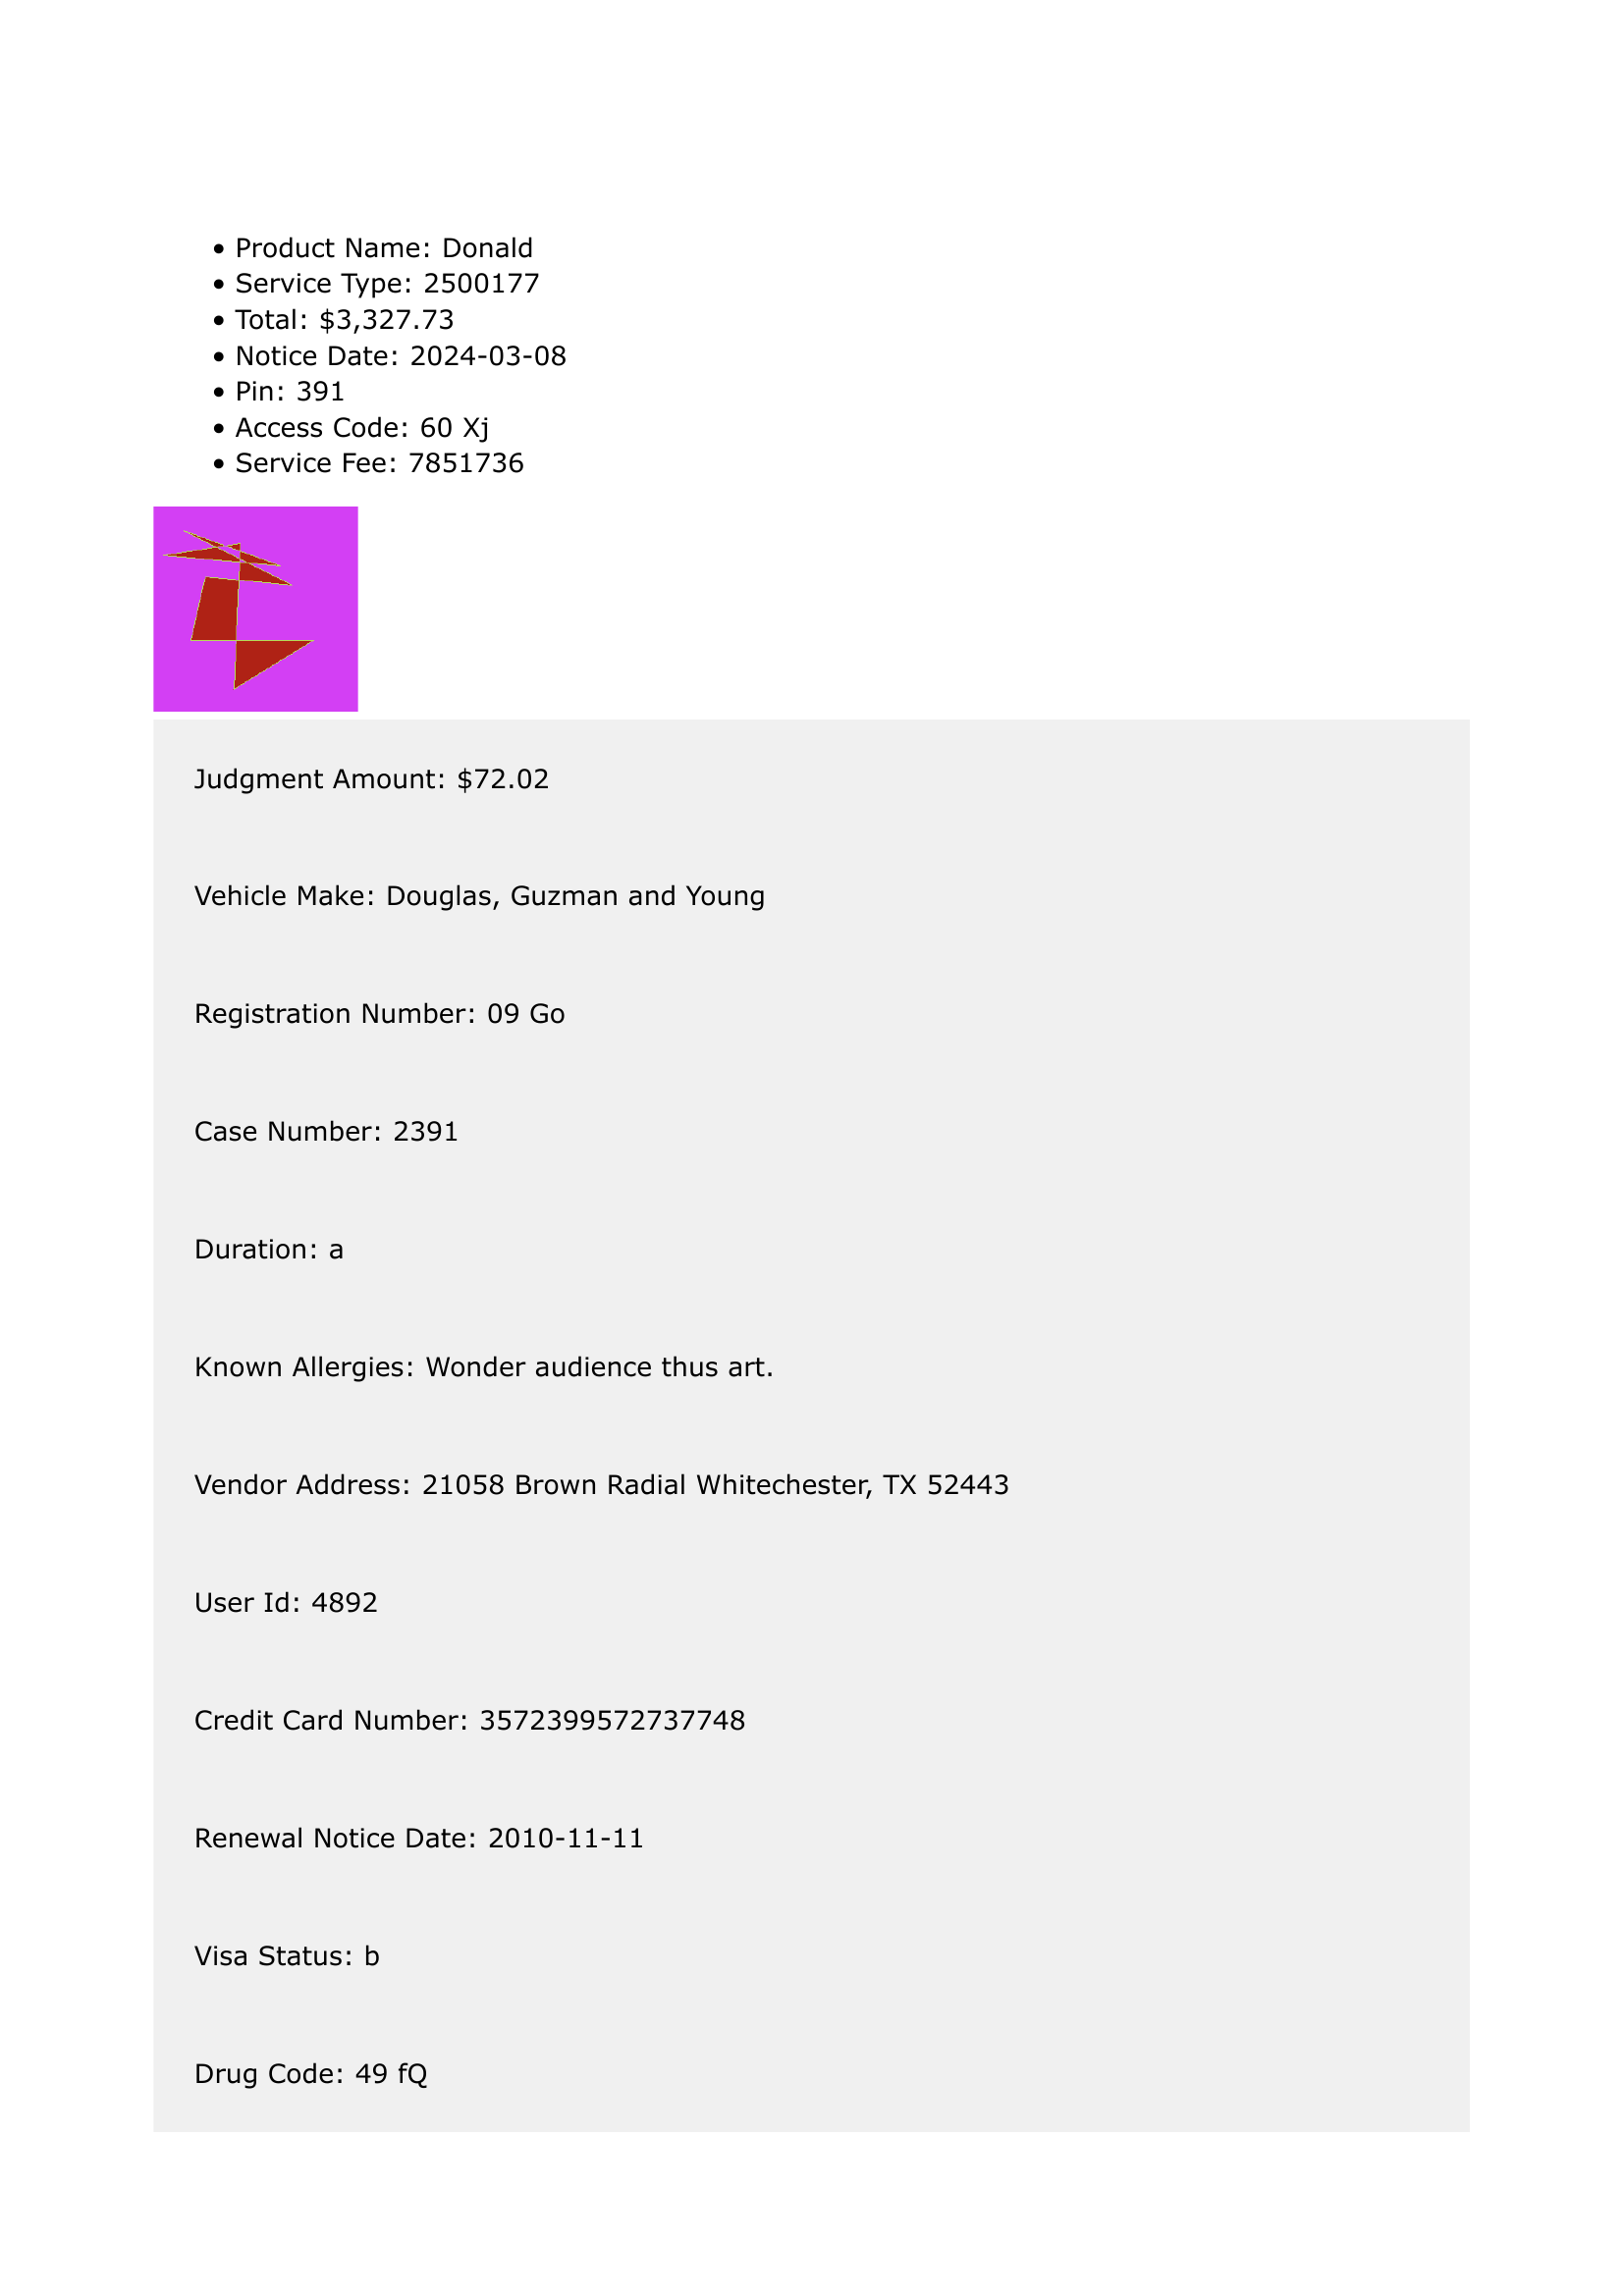 Product Name: Donald
Service Type: 2500177
Total: $3,327.73
Notice Date: 2024-03-08
Pin: 391
Access Code: 60 Xj
Service Fee: 7851736
Judgment Amount: $72.02
Vehicle Make: Douglas, Guzman and Young
Registration Number: 09 Go
Case Number: 2391
Duration: a
Known Allergies: Wonder audience thus art.
Vendor Address: 21058 Brown Radial Whitechester, TX 52443
User Id: 4892
Credit Card Number: 3572399572737748
Renewal Notice Date: 2010-11-11
Visa Status: b
Drug Code: 49 fQ